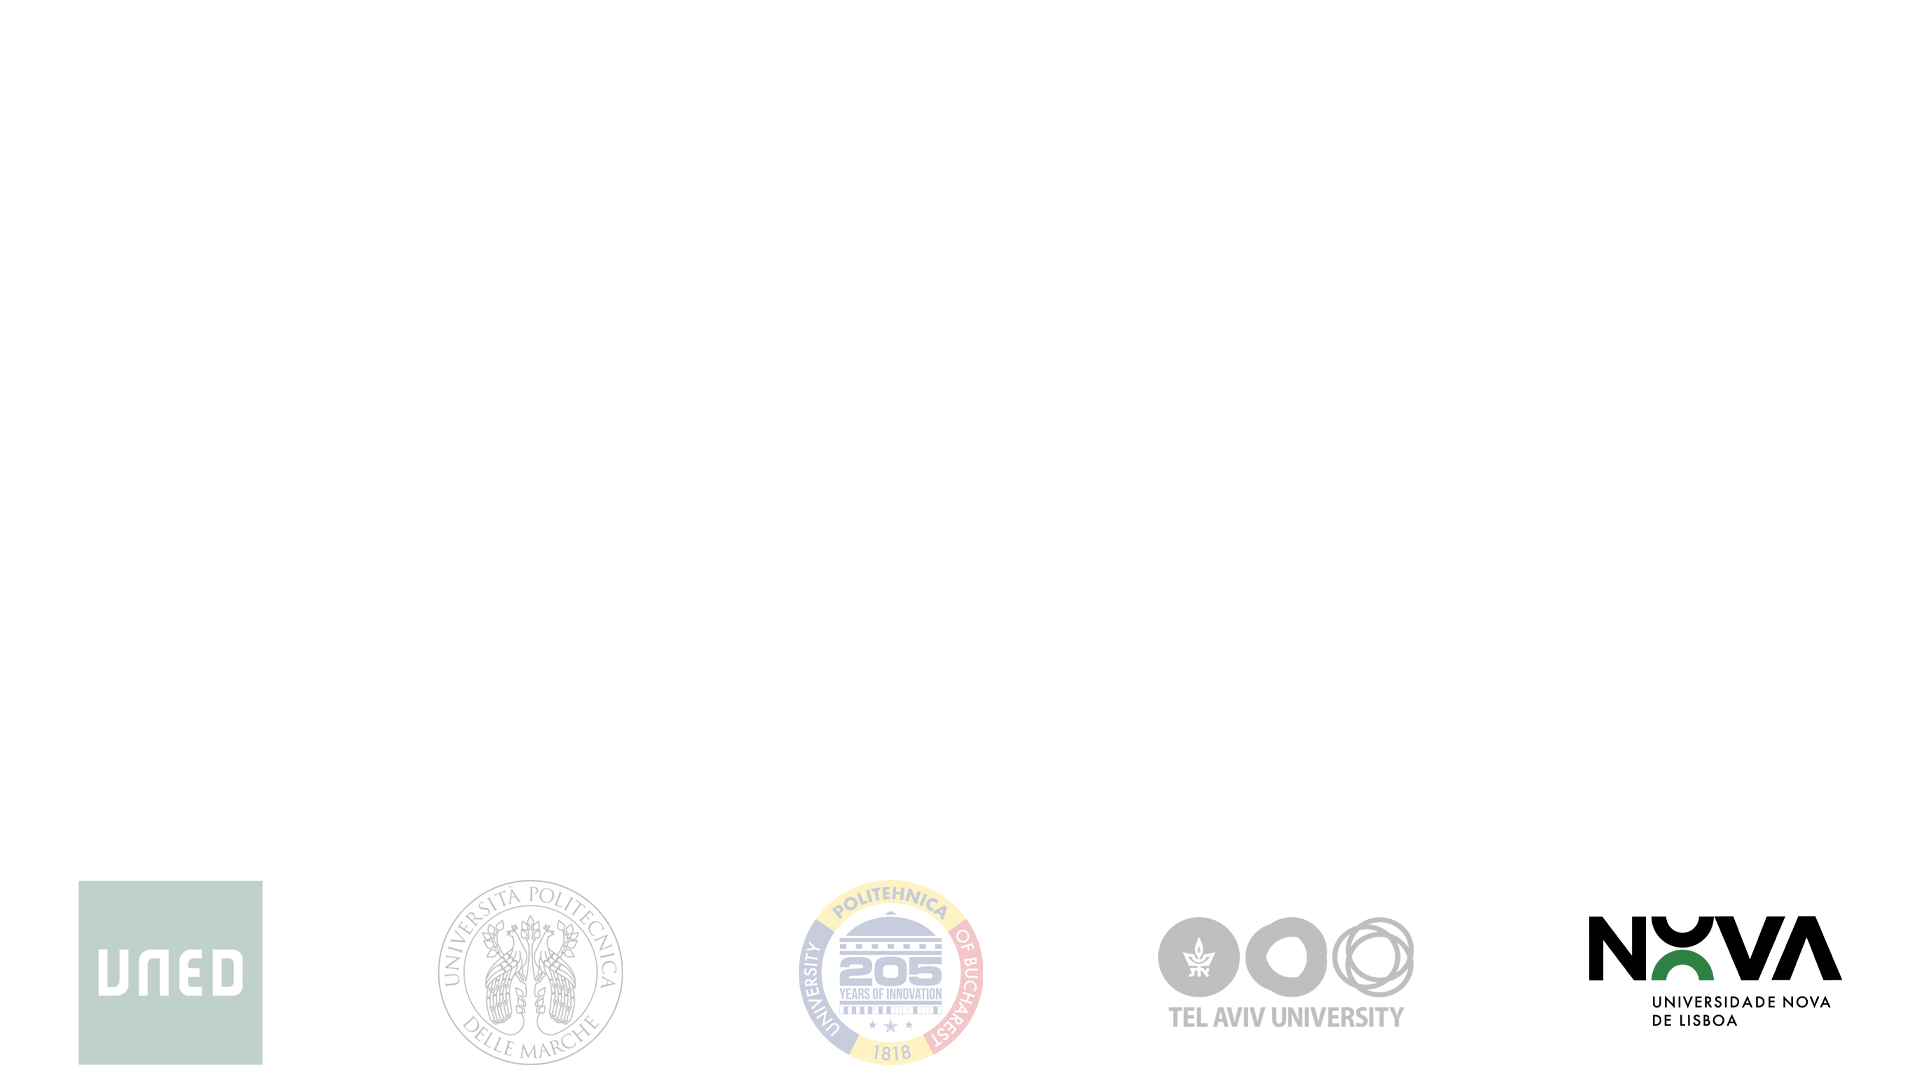 UNED
UNIVERSITÀ POLITECNICA
DELLE MARCHE
UNIVERSITY POLITEHNICA OF BUCHAREST
205
YEARS OF INNOVATION
1818
את
TEL AVIV UNIVERSITY
NOVA
UNIVERSIDADE NOVA
DE LISBOA